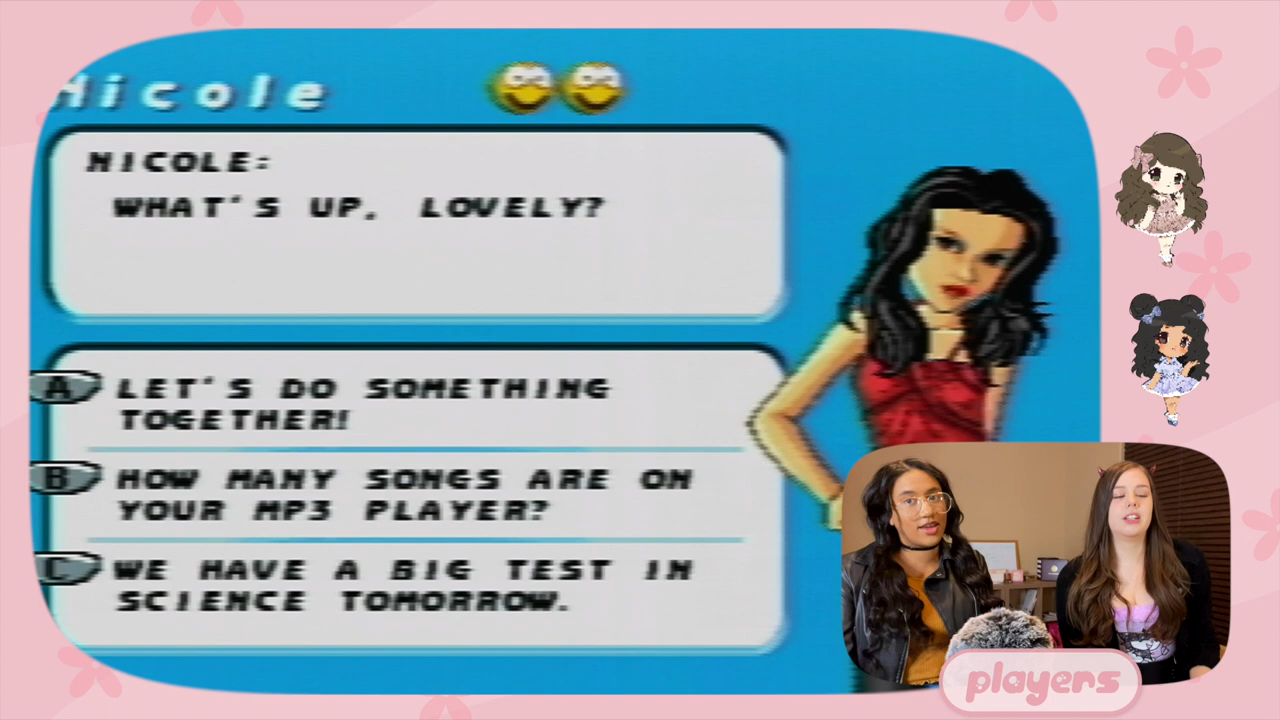 Nicole
NICOLE:
WHAT'S UP, LOVELY?
A LET'S DO SOMETHING
TOGETHER!
B HOW MANY SONGS ARE ON
YOUR MP3 PLAYER?
C WE HAVE A BIG TEST IN
SCIENCE TOMORROW.
players